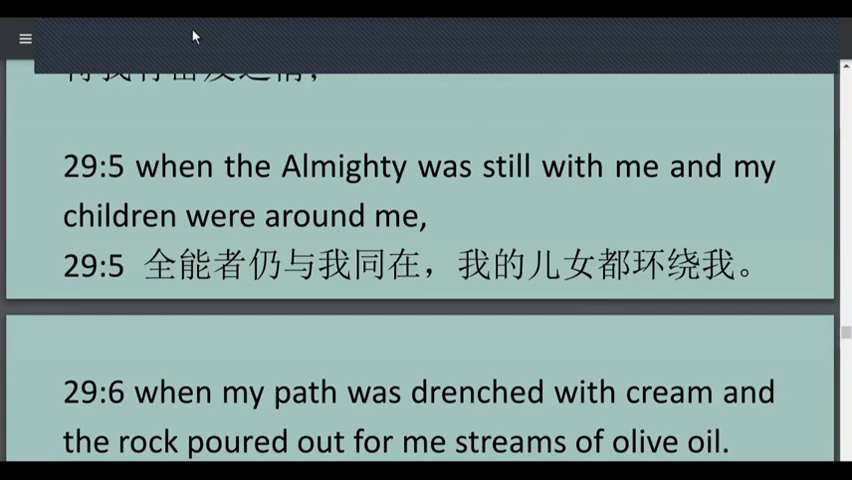 29:5 when the Almighty was still with me and my
children were around me,
29:5 全能者仍与我同在，我的儿女都环绕我。
29:6 when my path was drenched with cream and
the rock poured out for me streams of olive oil.